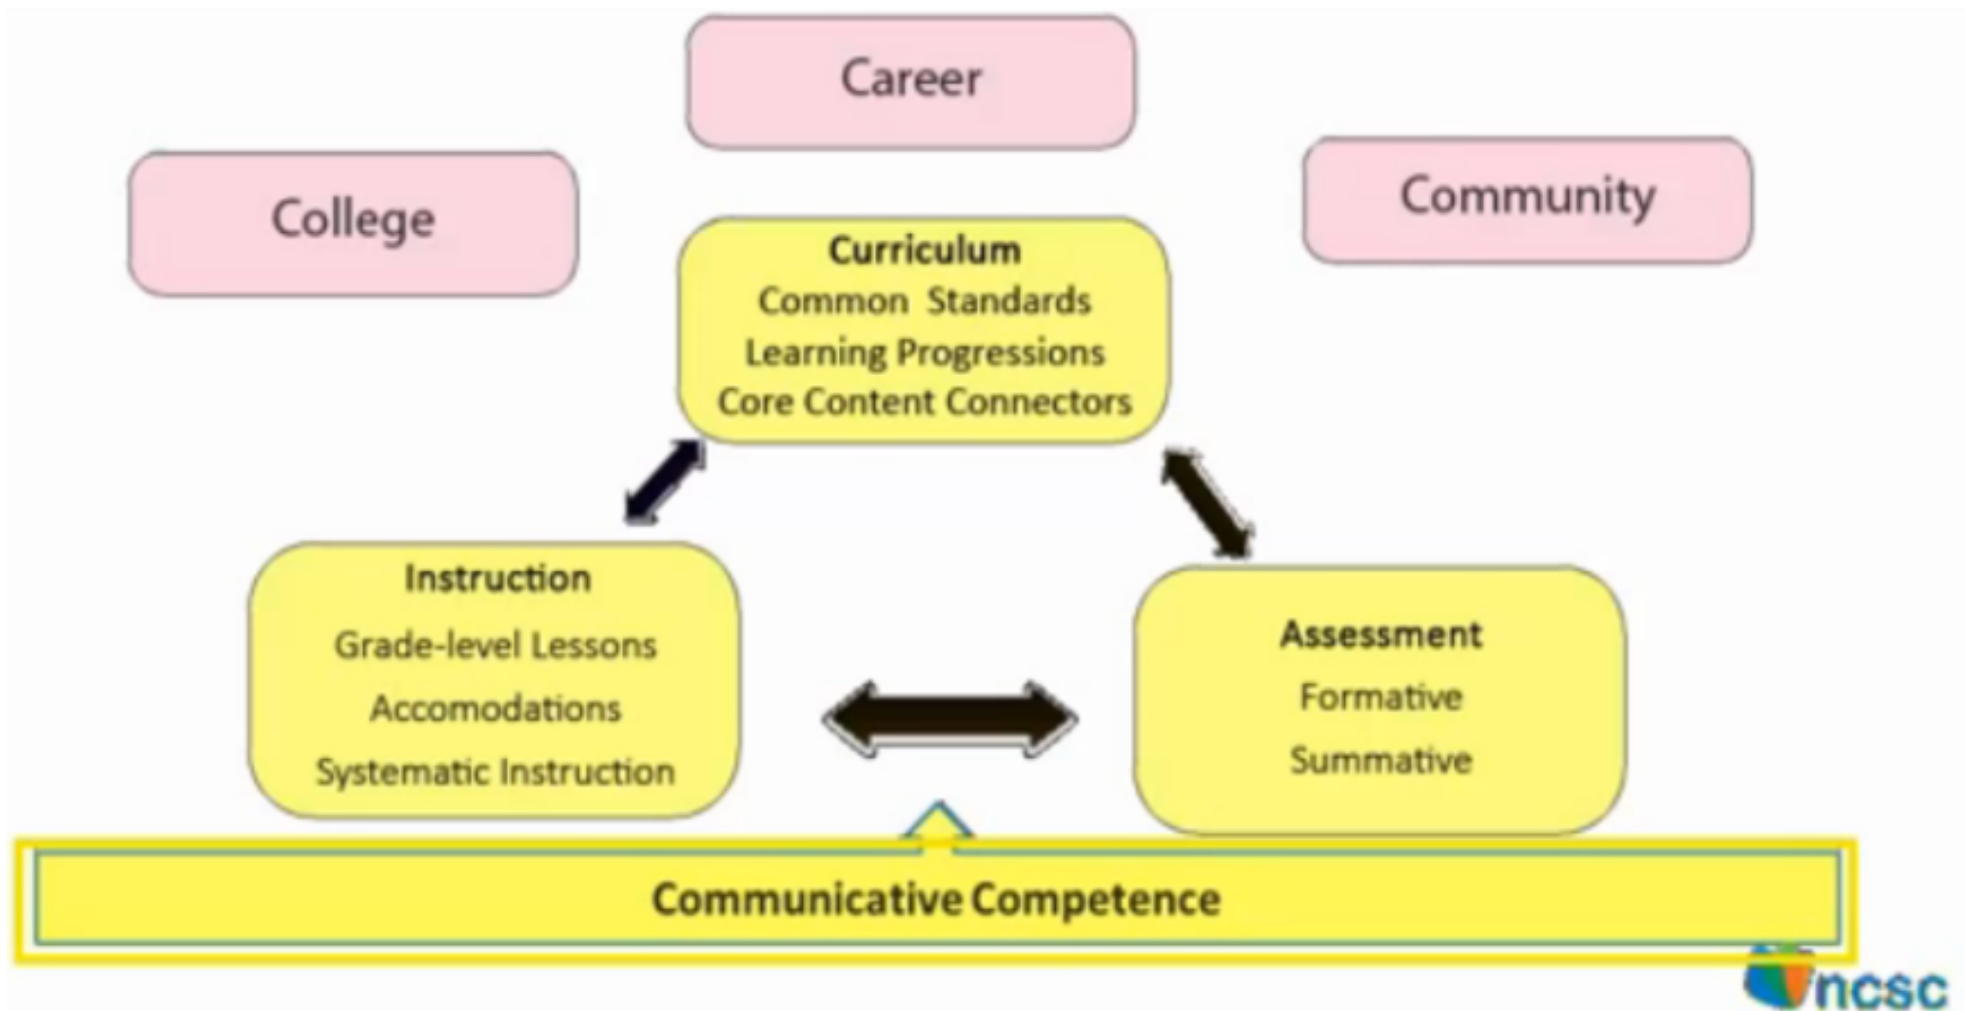 Career
College
Community
Curriculum
Common Standards
Learning Progressions
Core Content Connectors
Instruction
Grade-level Lessons
Accomodations
Systematic Instruction
Assessment
Formative
Summative
Communicative Competence
ncsc